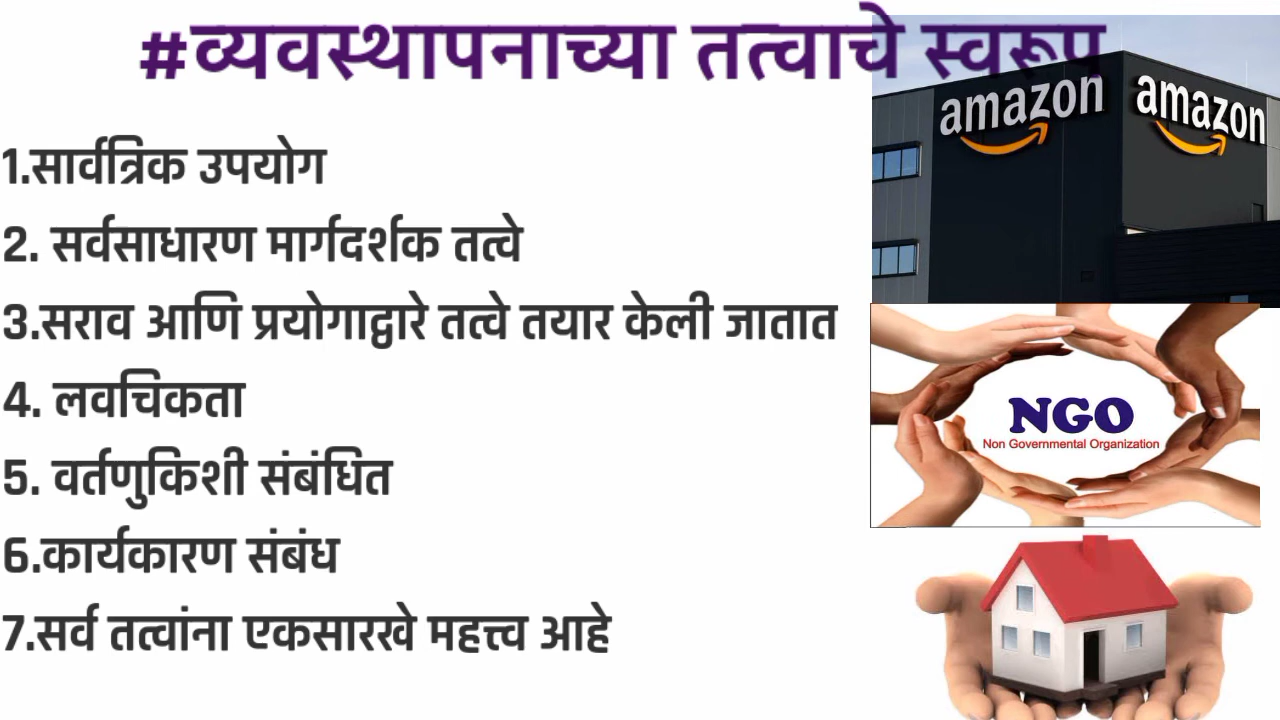 #व्यवस्थापनाच्या तत्वाचे स्वरूप
1.सार्वत्रिक उपयोग
2. सर्वसाधारण मार्गदर्शक तत्वे
3.सराव आणि प्रयोगाद्वारे तत्वे तयार केली जातात
4. लवचिकता
5. वर्तणुकिशी संबंधित
6.कार्यकारण संबंध
7.सर्व तत्वांना एकसारखे महत्त्व आहे
amazon amazon
NGO
Non Governmental Organization